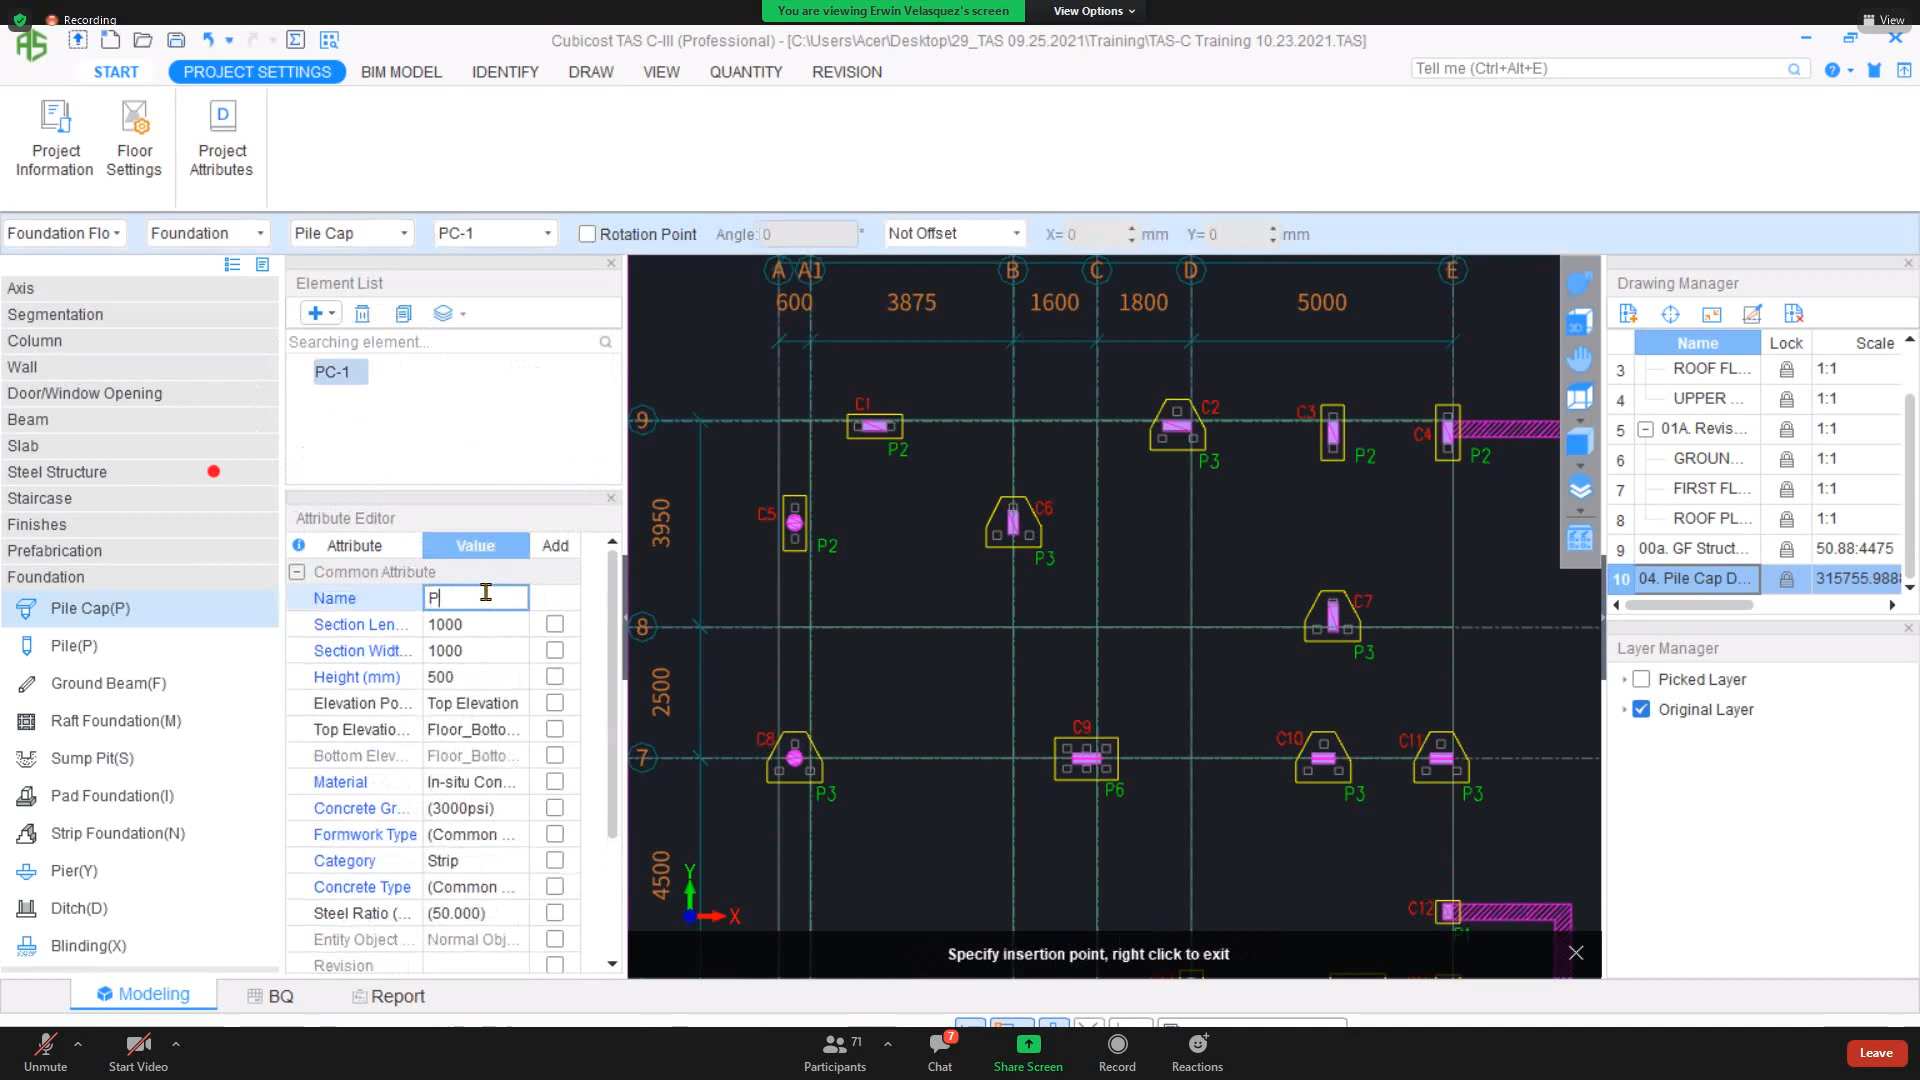 Recording
You are viewing Erwin Velasquez's screen
View Options
View
Cubicost TAS C-III (Professional) - [C:\Users\Acer\Desktop\29_TAS 09.25.2021\Training\TAS-C Training 10.23.2021.TAS]
START
PROJECT SETTINGS
BIM MODEL
IDENTIFY
DRAW
VIEW
QUANTITY
REVISION
Tell me (Ctrl+Alt+E)
Project Information
Floor Settings
Project Attributes
Foundation Flo
Foundation
Pile Cap
PC-1
Rotation Point
Angle: 0 °
Not Offset
X= 0 mm
Y= 0 mm
Axis
Segmentation
Column
Wall
Door/Window Opening
Beam
Slab
Steel Structure
Staircase
Finishes
Prefabrication
Foundation
Pile Cap(P)
Pile(P)
Ground Beam(F)
Raft Foundation(M)
Sump Pit(S)
Pad Foundation(I)
Strip Foundation(N)
Pier(Y)
Ditch(D)
Blinding(X)
Element List
Searching element...
PC-1
Attribute Editor
Attribute Value Add
Common Attribute
Name P
Section Len... 1000
Section Widt... 1000
Height (mm) 500
Elevation Po... Top Elevation
Top Elevatio... Floor_Botto...
Bottom Elev... Floor_Botto...
Material In-situ Con...
Concrete Gr... (3000psi)
Formwork Type (Common ...
Category Strip
Concrete Type (Common ...
Steel Ratio (... (50.000)
Entity Object ... Normal Obj...
Revision
A A1 B C D E
600 3875 1600 1800 5000
9 C1 P2 C2 P3 C3 P2 C4 P2
3950 C5 P2 C6 P3
C7 P3
8
2500
7 C8 P3 C9 P6 C10 P3 C11 P3
4500
C12 P1
Y
X
3D
Specify insertion point, right click to exit
Drawing Manager
Name Lock Scale
3 ROOF FL... 1:1
4 UPPER ... 1:1
5 01A. Revis... 1:1
6 GROUN... 1:1
7 FIRST FL... 1:1
8 ROOF PL... 1:1
9 00a. GF Struct... 50.88:4475
10 04. Pile Cap D... 315755.988
Layer Manager
Picked Layer
Original Layer
Modeling
BQ
Report
Unmute
Start Video
Participants
71
Chat
7
Share Screen
Record
Reactions
Leave